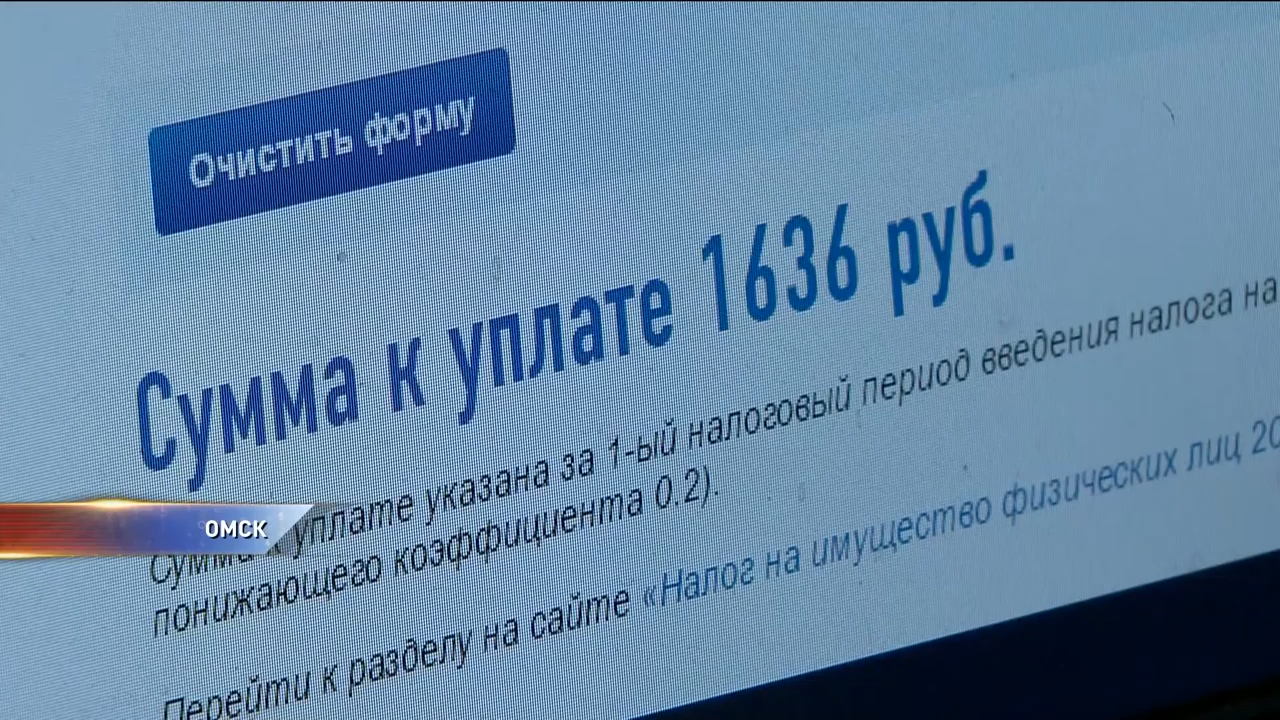 Очистить форму
Сумма к уплате 1636 руб.
Сумма к уплате указана за 1-ый налоговый период введения налога на
понижающего коэффициента 0.2).
Перейти к разделу на сайте «Налог на имущество физических лиц 20
ОМСК